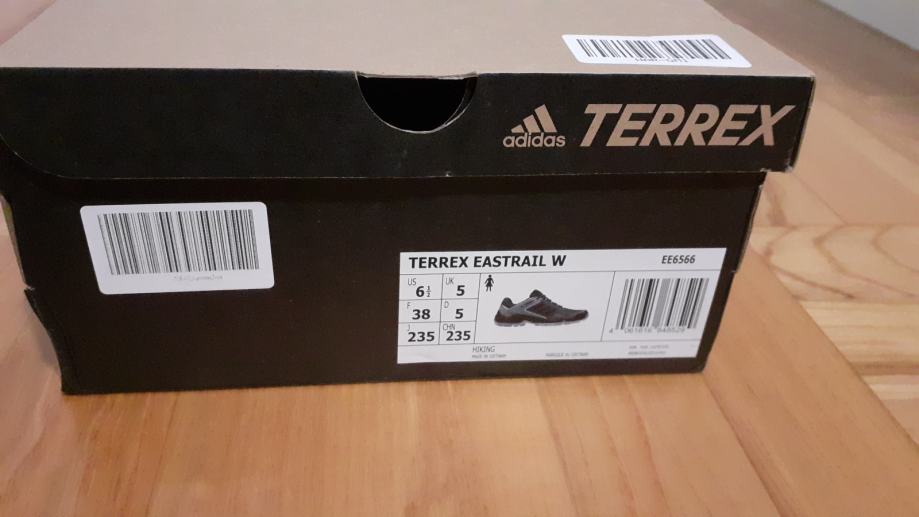 adidas TERREX
TERREX EASTRAIL W EE6566
US 6½ UK 5
F 38 D 5
J 235 CHN 235
HIKING
MADE IN VIETNAM